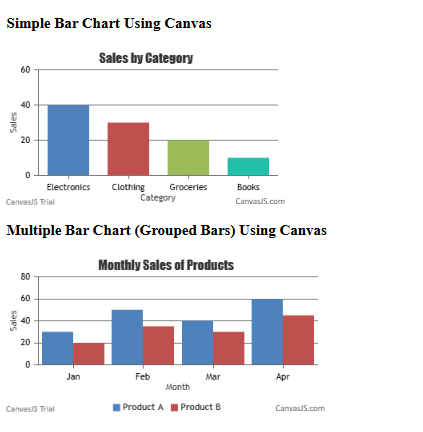 Simple Bar Chart Using Canvas
Sales by Category
60
40
20
0
Sales
Electronics Clothing Groceries Books
Category
CanvasJS Trial CanvasJS.com
Multiple Bar Chart (Grouped Bars) Using Canvas
Monthly Sales of Products
80
60
40
20
0
Sales
Jan Feb Mar Apr
Month
Product A Product B
CanvasJS Trial CanvasJS.com